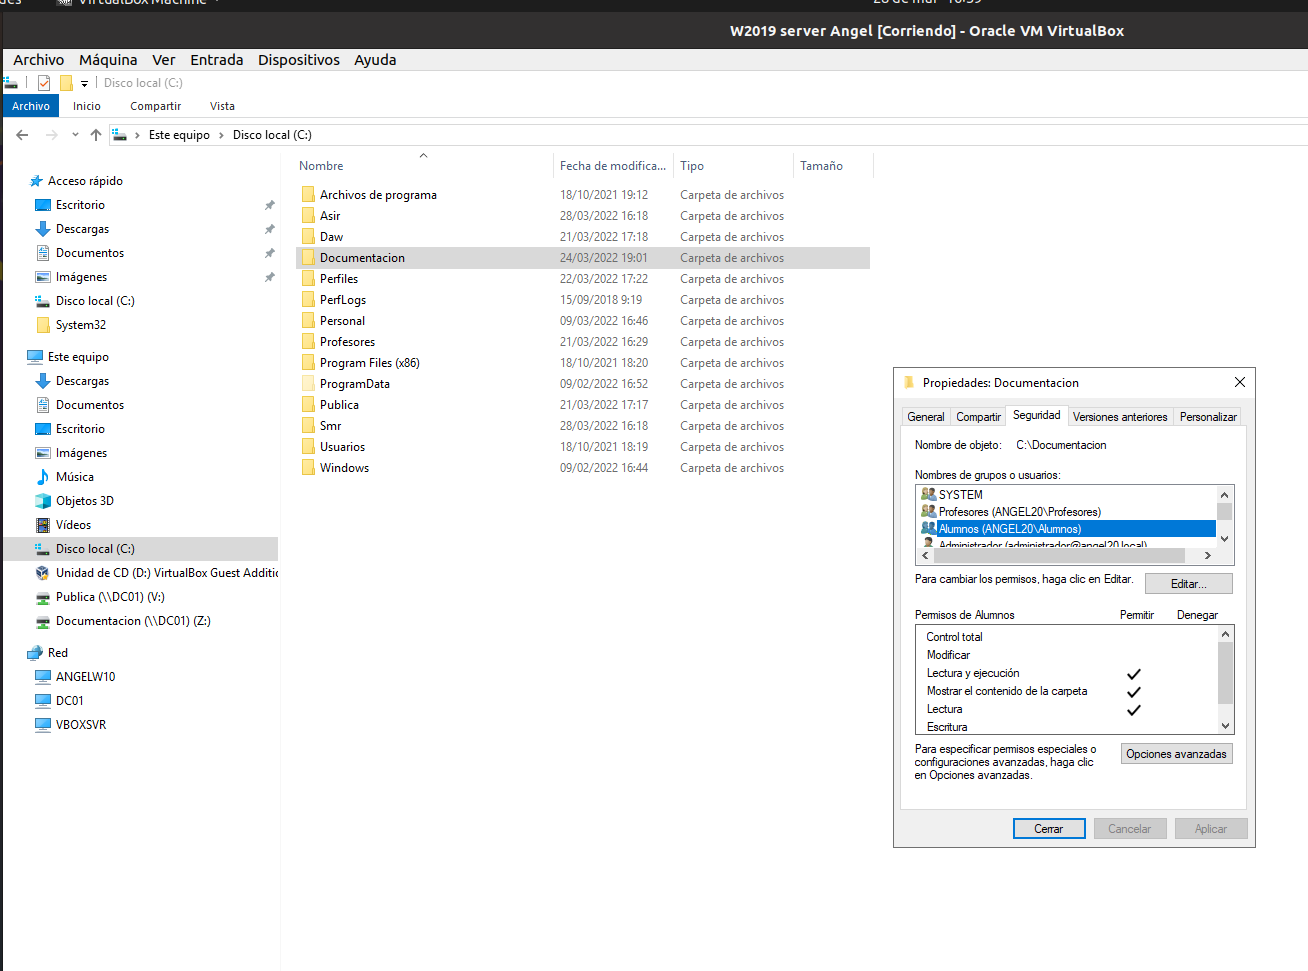 VirtualBox Machine
W2019 server Angel [Corriendo] - Oracle VM VirtualBox
Archivo Máquina Ver Entrada Dispositivos Ayuda
Disco local (C:)
Archivo Inicio Compartir Vista
Este equipo › Disco local (C:)
Acceso rápido
Escritorio
Descargas
Documentos
Imágenes
Disco local (C:)
System32
Este equipo
Descargas
Documentos
Escritorio
Imágenes
Música
Objetos 3D
Vídeos
Disco local (C:)
Unidad de CD (D:) VirtualBox Guest Additic
Publica (\\DC01) (V:)
Documentacion (\\DC01) (Z:)
Red
ANGELW10
DC01
VBOXSVR
Nombre Fecha de modifica... Tipo Tamaño
Archivos de programa 18/10/2021 19:12 Carpeta de archivos
Asir 28/03/2022 16:18 Carpeta de archivos
Daw 21/03/2022 17:18 Carpeta de archivos
Documentacion 24/03/2022 19:01 Carpeta de archivos
Perfiles 22/03/2022 17:22 Carpeta de archivos
PerfLogs 15/09/2018 9:19 Carpeta de archivos
Personal 09/03/2022 16:46 Carpeta de archivos
Profesores 21/03/2022 16:29 Carpeta de archivos
Program Files (x86) 18/10/2021 18:20 Carpeta de archivos
ProgramData 09/02/2022 16:52 Carpeta de archivos
Publica 21/03/2022 17:17 Carpeta de archivos
Smr 28/03/2022 16:18 Carpeta de archivos
Usuarios 18/10/2021 18:19 Carpeta de archivos
Windows 09/02/2022 16:44 Carpeta de archivos
Propiedades: Documentacion
General Compartir Seguridad Versiones anteriores Personalizar
Nombre de objeto: C:\Documentacion
Nombres de grupos o usuarios:
SYSTEM
Profesores (ANGEL20\Profesores)
Alumnos (ANGEL20\Alumnos)
Administrador (administrador@angel20.local)
Para cambiar los permisos, haga clic en Editar. Editar...
Permisos de Alumnos Permitir Denegar
Control total
Modificar
Lectura y ejecución
Mostrar el contenido de la carpeta
Lectura
Escritura
Para especificar permisos especiales o
configuraciones avanzadas, haga clic
en Opciones avanzadas.
Opciones avanzadas
Cerrar Cancelar Aplicar